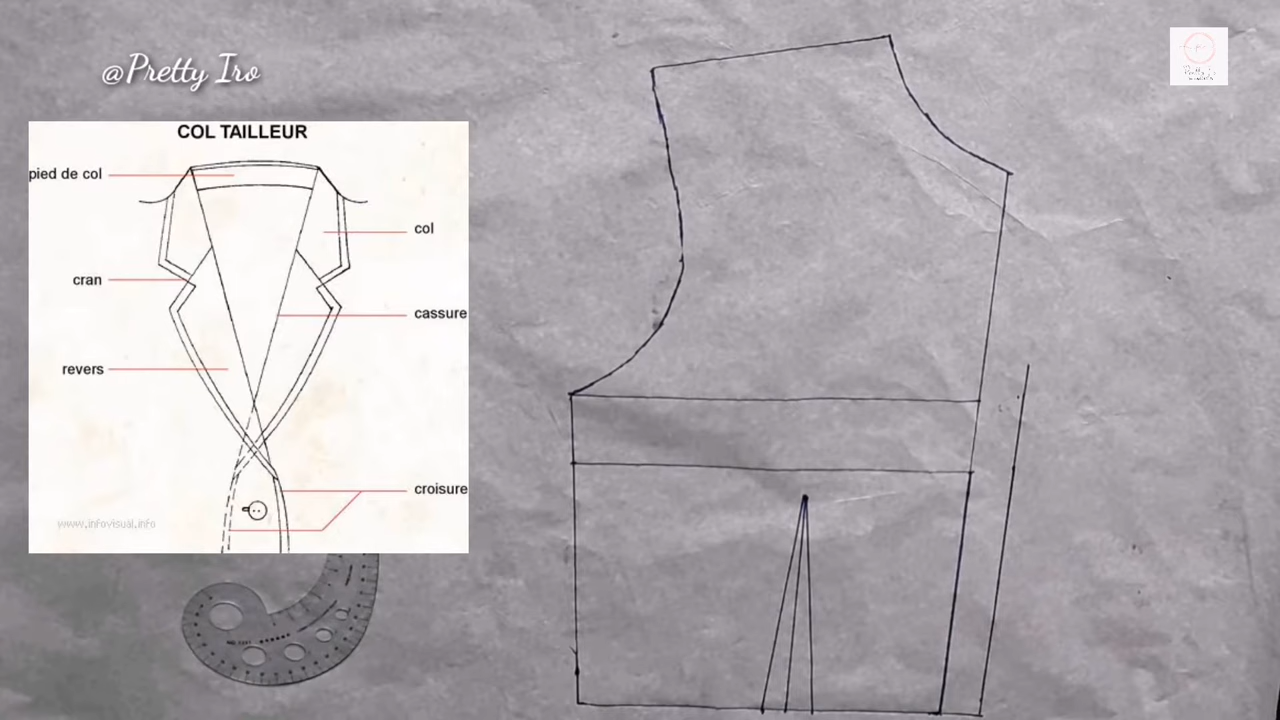 @Pretty Iro
COL TAILLEUR
pied de col
col
cran
cassure
revers
croisure
www.infovisual.info